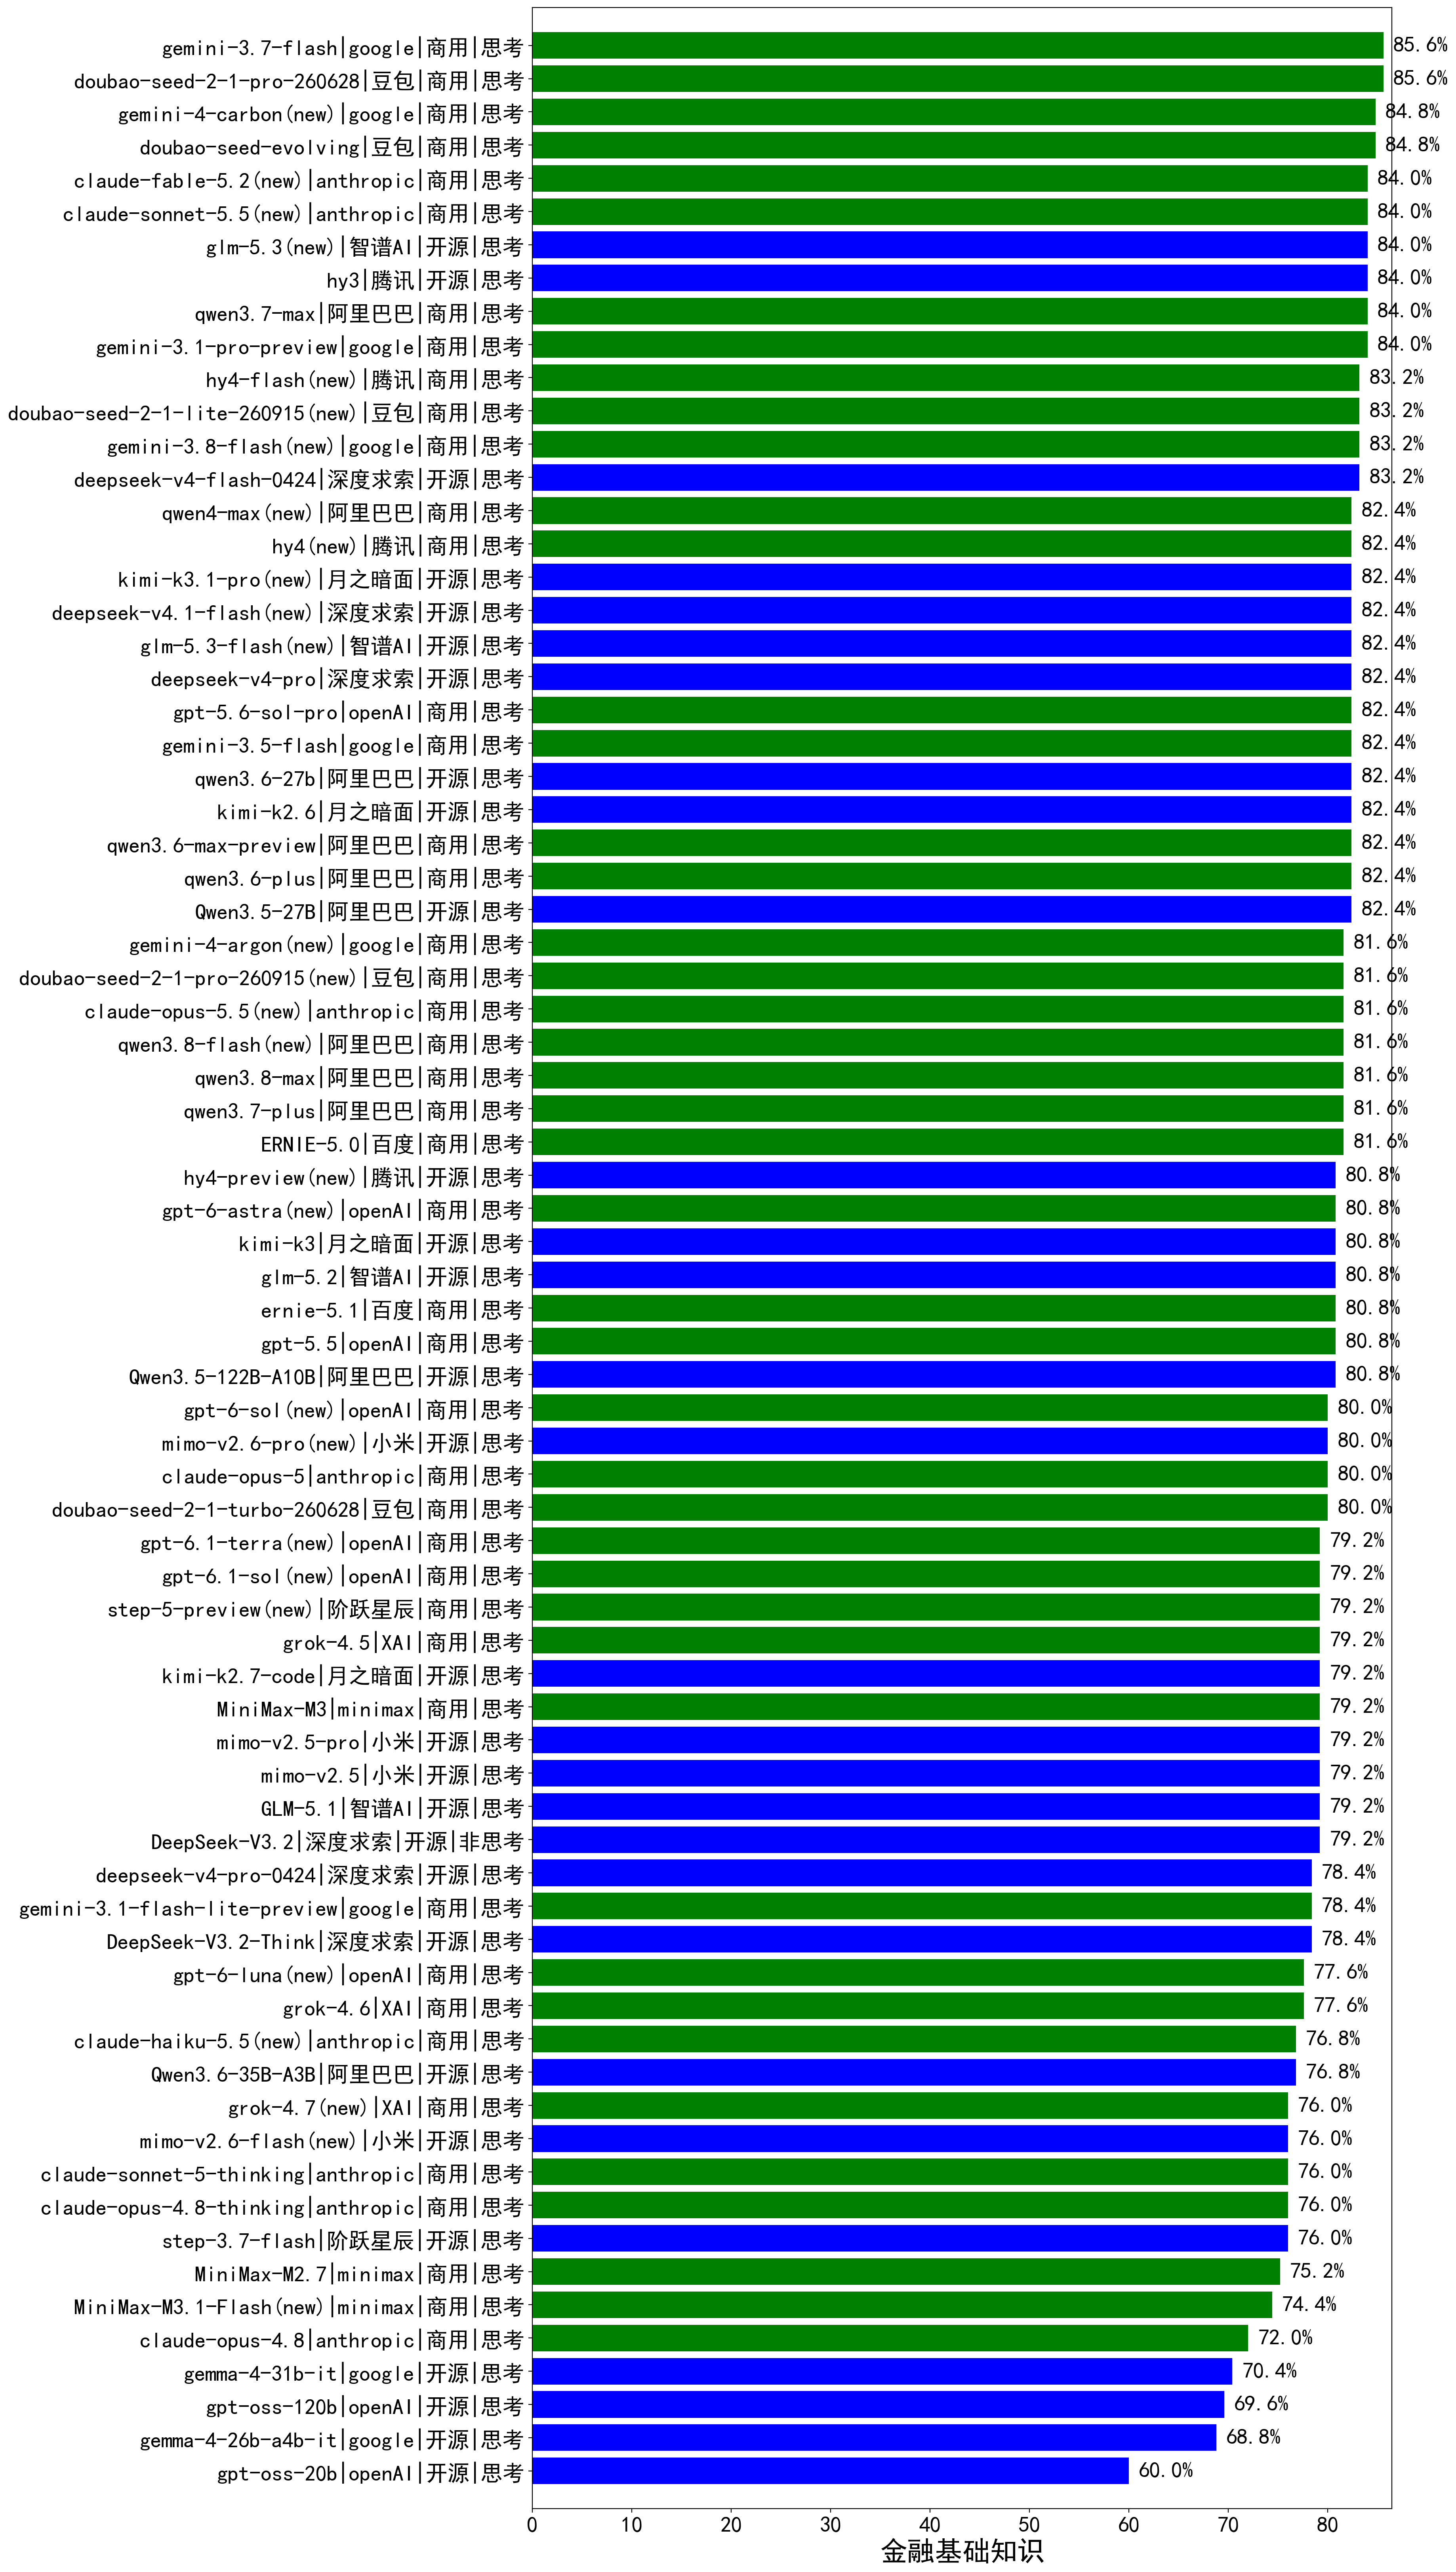 gemini-3.7-flash|google|商用|思考 85.6%
doubao-seed-2-1-pro-260628|豆包|商用|思考 85.6%
gemini-4-carbon(new)|google|商用|思考 84.8%
doubao-seed-evolving|豆包|商用|思考 84.8%
claude-fable-5.2(new)|anthropic|商用|思考 84.0%
claude-sonnet-5.5(new)|anthropic|商用|思考 84.0%
glm-5.3(new)|智谱AI|开源|思考 84.0%
hy3|腾讯|开源|思考 84.0%
qwen3.7-max|阿里巴巴|商用|思考 84.0%
gemini-3.1-pro-preview|google|商用|思考 84.0%
hy4-flash(new)|腾讯|商用|思考 83.2%
doubao-seed-2-1-lite-260915(new)|豆包|商用|思考 83.2%
gemini-3.8-flash(new)|google|商用|思考 83.2%
deepseek-v4-flash-0424|深度求索|开源|思考 83.2%
qwen4-max(new)|阿里巴巴|商用|思考 82.4%
hy4(new)|腾讯|商用|思考 82.4%
kimi-k3.1-pro(new)|月之暗面|开源|思考 82.4%
deepseek-v4.1-flash(new)|深度求索|开源|思考 82.4%
glm-5.3-flash(new)|智谱AI|开源|思考 82.4%
deepseek-v4-pro|深度求索|开源|思考 82.4%
gpt-5.6-sol-pro|openAI|商用|思考 82.4%
gemini-3.5-flash|google|商用|思考 82.4%
qwen3.6-27b|阿里巴巴|开源|思考 82.4%
kimi-k2.6|月之暗面|开源|思考 82.4%
qwen3.6-max-preview|阿里巴巴|商用|思考 82.4%
qwen3.6-plus|阿里巴巴|商用|思考 82.4%
Qwen3.5-27B|阿里巴巴|开源|思考 82.4%
gemini-4-argon(new)|google|商用|思考 81.6%
doubao-seed-2-1-pro-260915(new)|豆包|商用|思考 81.6%
claude-opus-5.5(new)|anthropic|商用|思考 81.6%
qwen3.8-flash(new)|阿里巴巴|商用|思考 81.6%
qwen3.8-max|阿里巴巴|商用|思考 81.6%
qwen3.7-plus|阿里巴巴|商用|思考 81.6%
ERNIE-5.0|百度|商用|思考 81.6%
hy4-preview(new)|腾讯|开源|思考 80.8%
gpt-6-astra(new)|openAI|商用|思考 80.8%
kimi-k3|月之暗面|开源|思考 80.8%
glm-5.2|智谱AI|开源|思考 80.8%
ernie-5.1|百度|商用|思考 80.8%
gpt-5.5|openAI|商用|思考 80.8%
Qwen3.5-122B-A10B|阿里巴巴|开源|思考 80.8%
gpt-6-sol(new)|openAI|商用|思考 80.0%
mimo-v2.6-pro(new)|小米|开源|思考 80.0%
claude-opus-5|anthropic|商用|思考 80.0%
doubao-seed-2-1-turbo-260628|豆包|商用|思考 80.0%
gpt-6.1-terra(new)|openAI|商用|思考 79.2%
gpt-6.1-sol(new)|openAI|商用|思考 79.2%
step-5-preview(new)|阶跃星辰|商用|思考 79.2%
grok-4.5|XAI|商用|思考 79.2%
kimi-k2.7-code|月之暗面|开源|思考 79.2%
MiniMax-M3|minimax|商用|思考 79.2%
mimo-v2.5-pro|小米|开源|思考 79.2%
mimo-v2.5|小米|开源|思考 79.2%
GLM-5.1|智谱AI|开源|思考 79.2%
DeepSeek-V3.2|深度求索|开源|非思考 79.2%
deepseek-v4-pro-0424|深度求索|开源|思考 78.4%
gemini-3.1-flash-lite-preview|google|商用|思考 78.4%
DeepSeek-V3.2-Think|深度求索|开源|思考 78.4%
gpt-6-luna(new)|openAI|商用|思考 77.6%
grok-4.6|XAI|商用|思考 77.6%
claude-haiku-5.5(new)|anthropic|商用|思考 76.8%
Qwen3.6-35B-A3B|阿里巴巴|开源|思考 76.8%
grok-4.7(new)|XAI|商用|思考 76.0%
mimo-v2.6-flash(new)|小米|开源|思考 76.0%
claude-sonnet-5-thinking|anthropic|商用|思考 76.0%
claude-opus-4.8-thinking|anthropic|商用|思考 76.0%
step-3.7-flash|阶跃星辰|开源|思考 76.0%
MiniMax-M2.7|minimax|商用|思考 75.2%
MiniMax-M3.1-Flash(new)|minimax|商用|思考 74.4%
claude-opus-4.8|anthropic|商用|思考 72.0%
gemma-4-31b-it|google|开源|思考 70.4%
gpt-oss-120b|openAI|开源|思考 69.6%
gemma-4-26b-a4b-it|google|开源|思考 68.8%
gpt-oss-20b|openAI|开源|思考 60.0%
0 10 20 30 40 50 60 70 80
金融基础知识